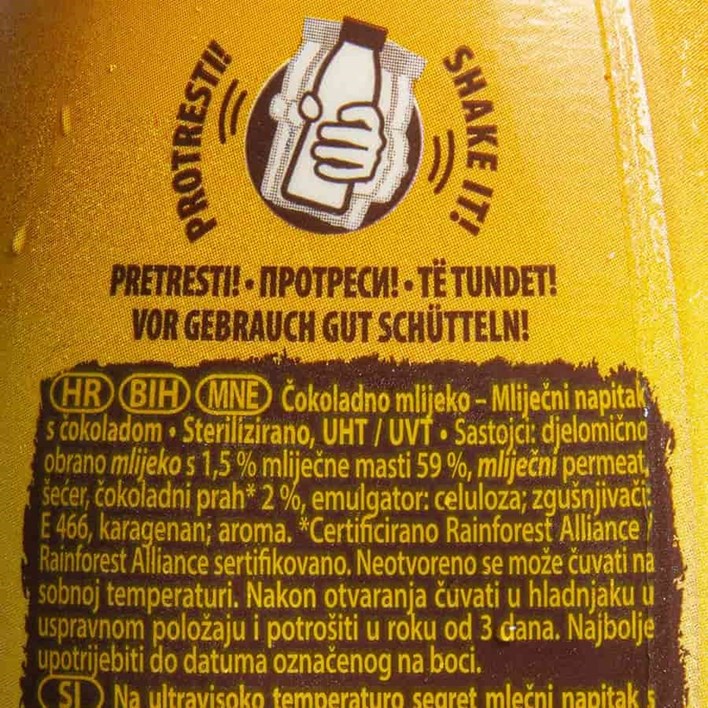 PROTRESTI!
SHAKE IT!
PRETRESTI! • ПРОТРЕСИ! • TË TUNDET!
VOR GEBRAUCH GUT SCHÜTTELN!
HR BIH MNE Čokoladno mlijeko – Mliječni napitak
s čokoladom • Sterilizirano, UHT / UVT • Sastojci: djelomično
obrano mlijeko s 1,5 % mliječne masti 59 %, mliječni permeat,
šećer, čokoladni prah* 2 %, emulgator: celuloza; zgušnjivači:
E 466, karagenan; aroma. *Certificirano Rainforest Alliance /
Rainforest Alliance sertifikovano. Neotvoreno se može čuvati na
sobnoj temperaturi. Nakon otvaranja čuvati u hladnjaku u
uspravnom položaju i potrošiti u roku od 3 dana. Najbolje
upotrijebiti do datuma označenog na boci.
SI Na ultravisoko temperaturo segret mlečni napitak s